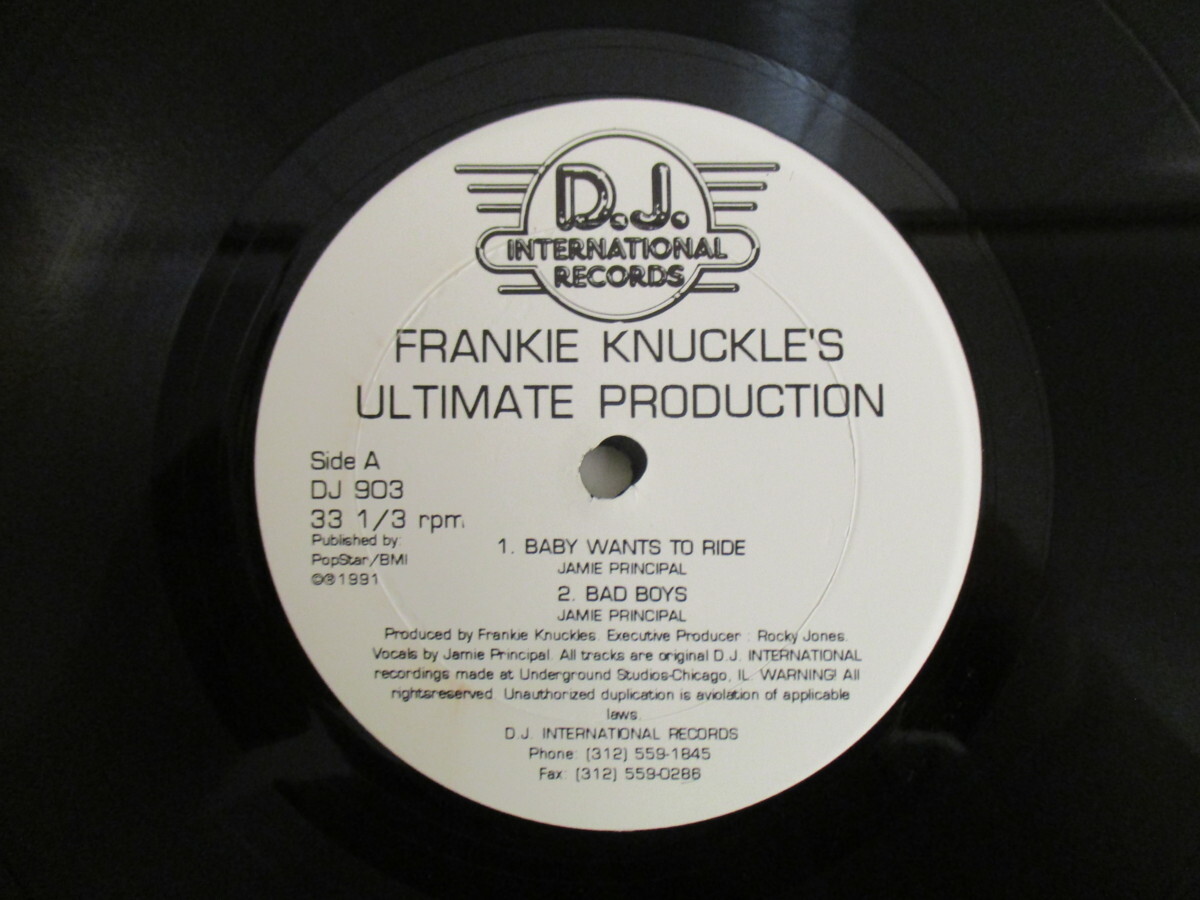 D.J.
INTERNATIONAL
RECORDS
FRANKIE KNUCKLE'S
ULTIMATE PRODUCTION
Side A
DJ 903
33 1/3 rpm
Published by:
PopStar/BMI
©℗1991
1. BABY WANTS TO RIDE
JAMIE PRINCIPAL
2. BAD BOYS
JAMIE PRINCIPAL
Produced by Frankie Knuckles. Executive Producer : Rocky Jones.
Vocals by Jamie Principal. All tracks are original D.J. INTERNATIONAL
recordings made at Underground Studios-Chicago, IL. WARNING! All
rightsreserved. Unauthorized duplication is aviolation of applicable
laws.
D.J. INTERNATIONAL RECORDS
Phone: (312) 559-1845
Fax: (312) 559-0286